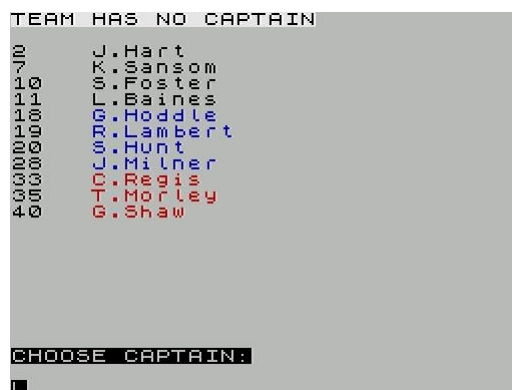 TEAM HAS NO CAPTAIN
2 J.Hart
7 K.Sansom
10 S.Foster
11 L.Baines
18 G.Hoddle
19 R.Lambert
20 S.Hunt
28 J.Milner
33 C.Regis
35 T.Morley
40 G.Shaw
CHOOSE CAPTAIN:
L